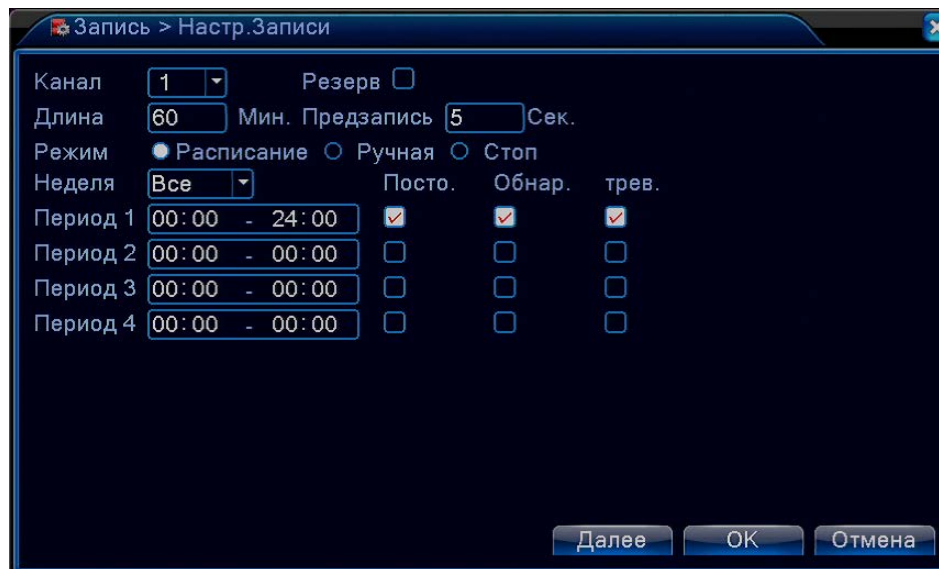 Запись > Настр.Записи
Канал 1 Резерв
Длина 60 Мин. Предзапись 5 Сек.
Режим Расписание Ручная Стоп
Неделя Все Посто. Обнар. трев.
Период 1 00:00 - 24:00
Период 2 00:00 - 00:00
Период 3 00:00 - 00:00
Период 4 00:00 - 00:00
Далее OK Отмена